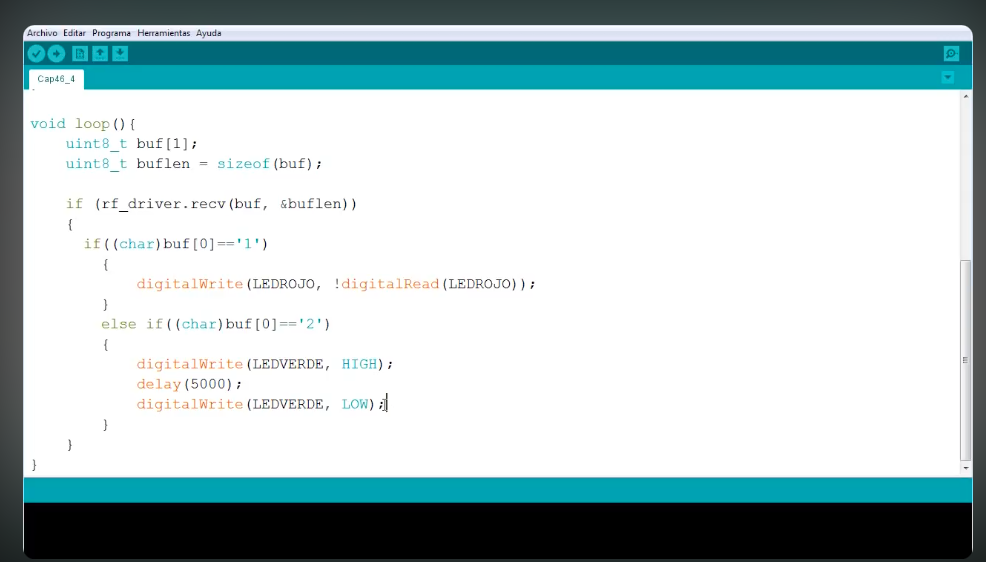 Archivo Editar Programa Herramientas Ayuda
Cap46_4
void loop(){
uint8_t buf[1];
uint8_t buflen = sizeof(buf);
if (rf_driver.recv(buf, &buflen))
{
if((char)buf[0]=='1')
{
digitalWrite(LEDROJO, !digitalRead(LEDROJO));
}
else if((char)buf[0]=='2')
{
digitalWrite(LEDVERDE, HIGH);
delay(5000);
digitalWrite(LEDVERDE, LOW);
}
}
}